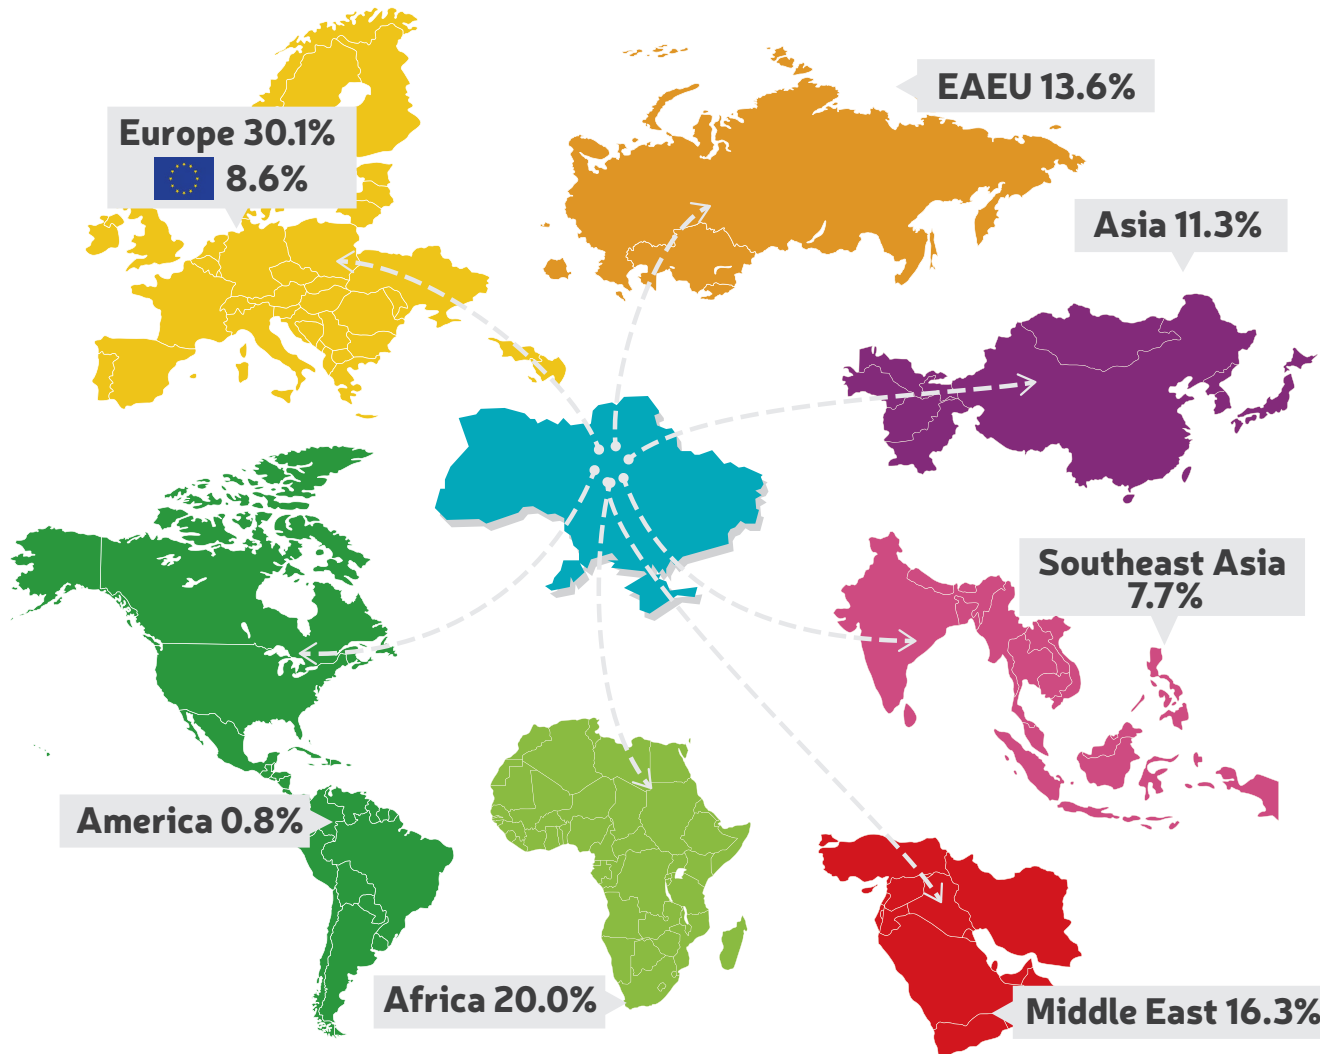 EAEU 13.6%
Europe 30.1%
8.6%
Asia 11.3%
Southeast Asia
7.7%
America 0.8%
Africa 20.0%
Middle East 16.3%